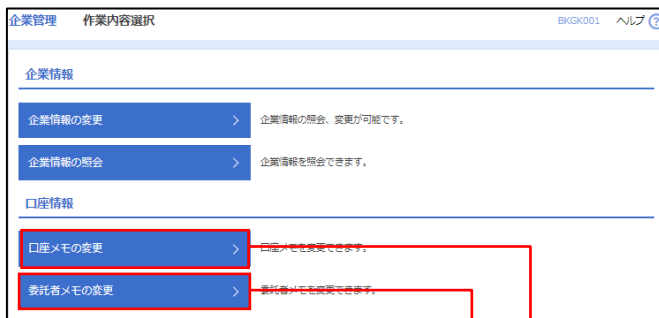 企業管理 作業内容選択 BKGK001 ヘルプ ?
企業情報
企業情報の変更 企業情報の照会、変更が可能です。
企業情報の照会 企業情報を照会できます。
口座情報
口座メモの変更 口座メモを変更できます。
委託者メモの変更 委託者メモを変更できます。